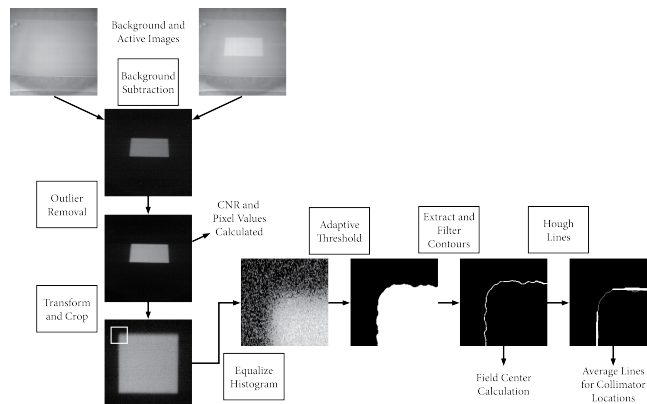 Background and
Active Images
Background
Subtraction
Outlier
Removal
CNR and
Pixel Values
Calculated
Transform
and Crop
Equalize
Histogram
Adaptive
Threshold
Extract and
Filter
Contours
Hough
Lines
Field Center
Calculation
Average Lines
for Collimator
Locations